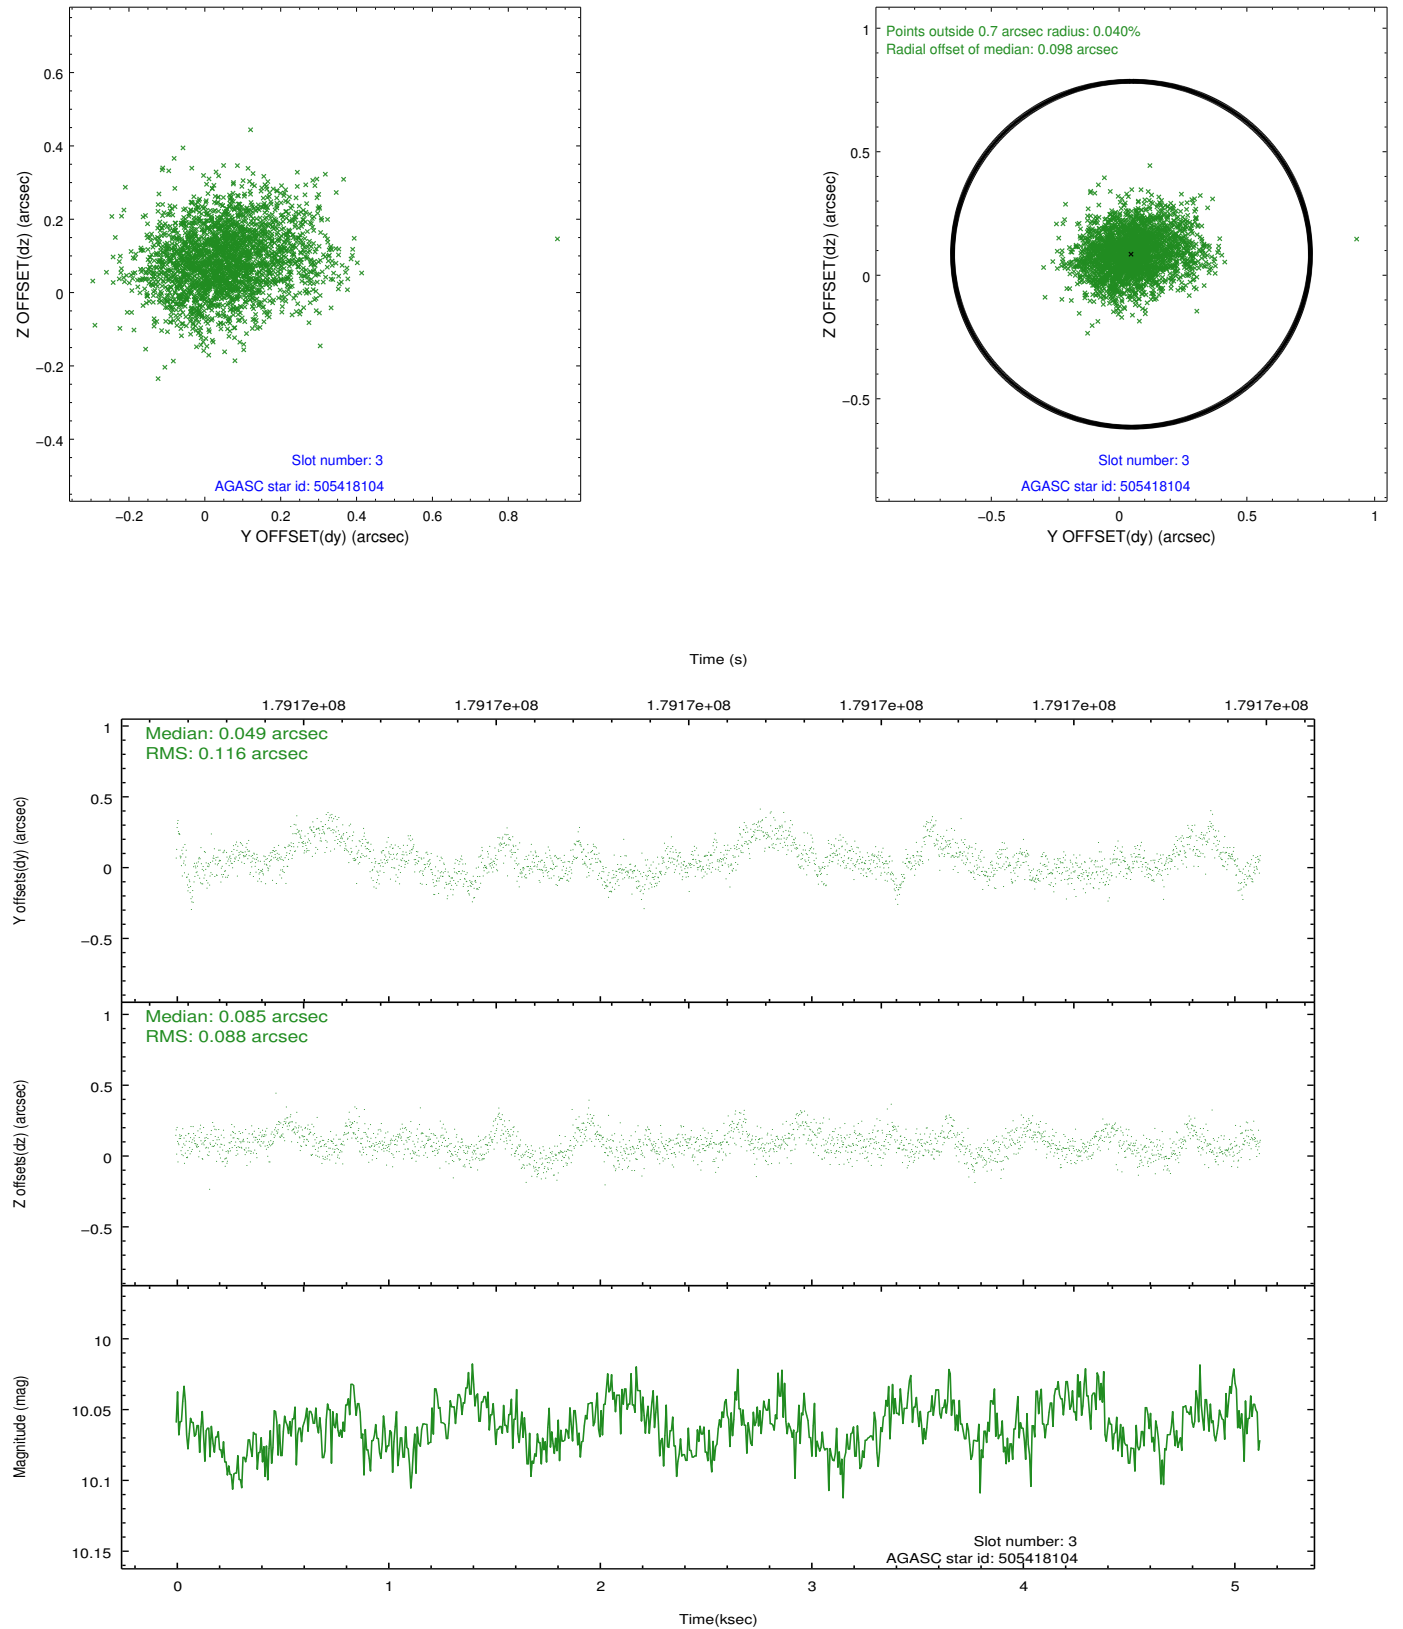 0.6
0.4
0.2
0
−0.2
−0.4
Z OFFSET(dz) (arcsec)
Slot number: 3
AGASC star id: 505418104
−0.2 0 0.2 0.4 0.6 0.8
Y OFFSET(dy) (arcsec)
Points outside 0.7 arcsec radius: 0.040%
Radial offset of median: 0.098 arcsec
1
0.5
0
−0.5
Z OFFSET(dz) (arcsec)
Slot number: 3
AGASC star id: 505418104
−0.5 0 0.5 1
Y OFFSET(dy) (arcsec)
Time (s)
1.7917e+08 1.7917e+08 1.7917e+08 1.7917e+08 1.7917e+08 1.7917e+08
Median: 0.049 arcsec
RMS: 0.116 arcsec
1
0.5
0
−0.5
Y offsets(dy) (arcsec)
Median: 0.085 arcsec
RMS: 0.088 arcsec
1
0.5
0
−0.5
Z offsets(dz) (arcsec)
10
10.05
10.1
10.15
Magnitude (mag)
Slot number: 3
AGASC star id: 505418104
0 1 2 3 4 5
Time(ksec)